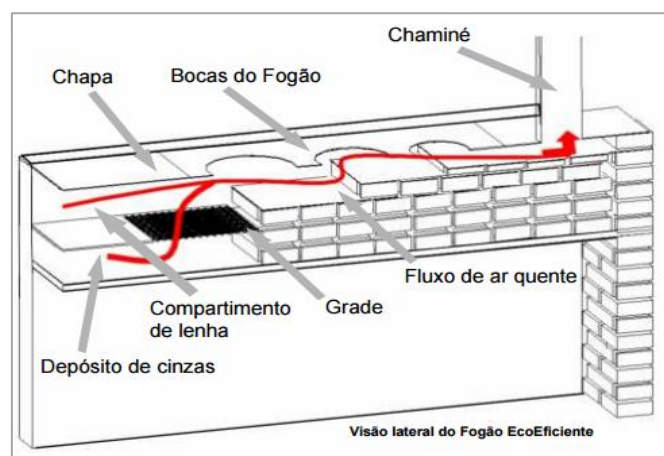 Chaminé
Chapa
Bocas do Fogão
Fluxo de ar quente
Compartimento
de lenha
Grade
Depósito de cinzas
Visão lateral do Fogão EcoEficiente